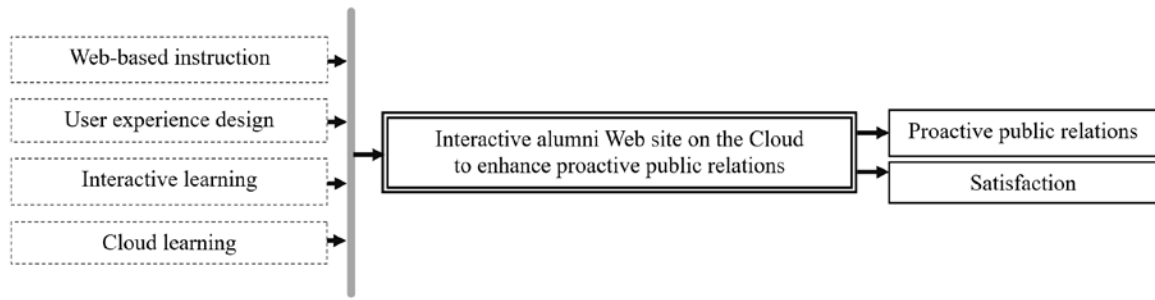 Web-based instruction
User experience design
Interactive learning
Cloud learning
Interactive alumni Web site on the Cloud
to enhance proactive public relations
Proactive public relations
Satisfaction